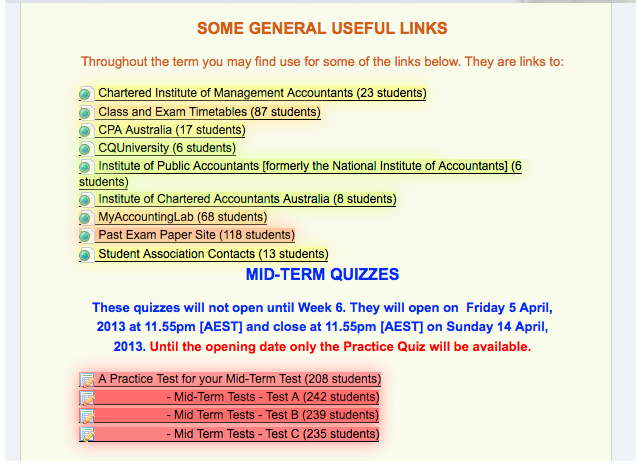 SOME GENERAL USEFUL LINKS
Throughout the term you may find use for some of the links below. They are links to:
Chartered Institute of Management Accountants (23 students)
Class and Exam Timetables (87 students)
CPA Australia (17 students)
CQUniversity (6 students)
Institute of Public Accountants [formerly the National Institute of Accountants] (6
students)
Institute of Chartered Accountants Australia (8 students)
MyAccountingLab (68 students)
Past Exam Paper Site (118 students)
Student Association Contacts (13 students)
MID-TERM QUIZZES
These quizzes will not open until Week 6. They will open on Friday 5 April,
2013 at 11.55pm [AEST] and close at 11.55pm [AEST] on Sunday 14 April,
2013. Until the opening date only the Practice Quiz will be available.
A Practice Test for your Mid-Term Test (208 students)
- Mid-Term Tests - Test A (242 students)
- Mid Term Tests - Test B (239 students)
- Mid Term Tests - Test C (235 students)